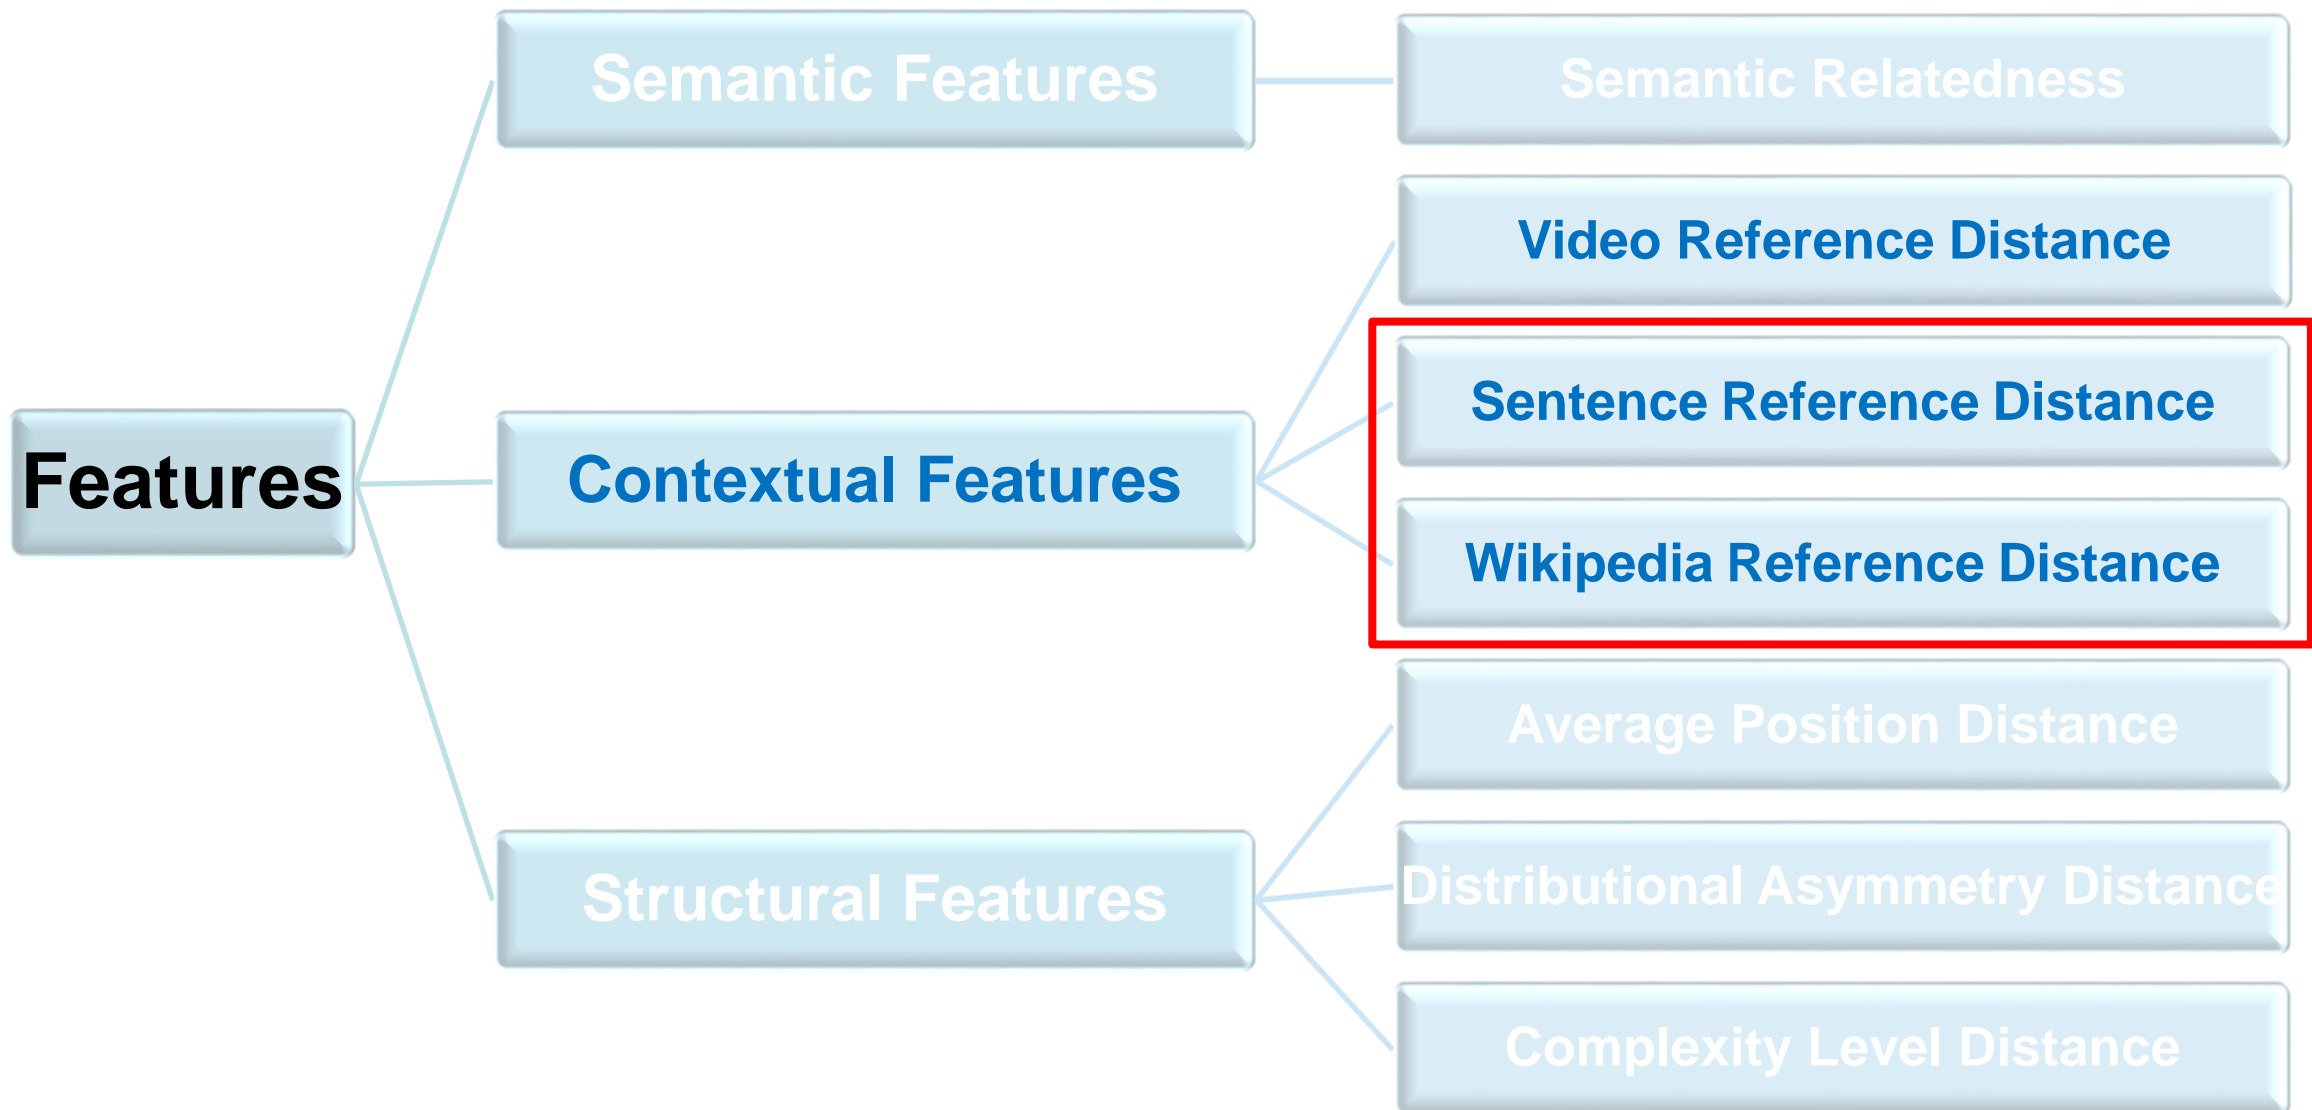 Features
Semantic Features
Semantic Relatedness
Contextual Features
Video Reference Distance
Sentence Reference Distance
Wikipedia Reference Distance
Structural Features
Average Position Distance
Distributional Asymmetry Distance
Complexity Level Distance